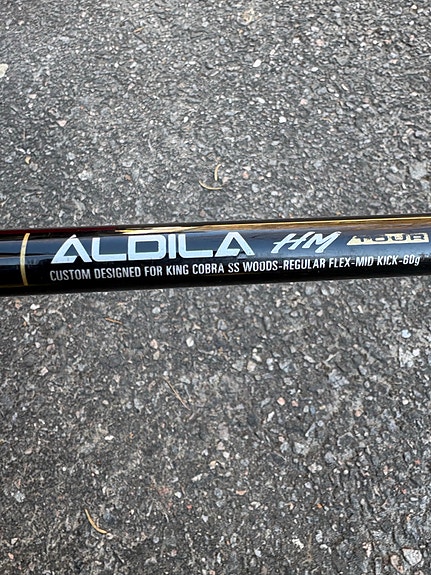 ALDILA HM TOUR
CUSTOM DESIGNED FOR KING COBRA SS WOODS-REGULAR FLEX-MID KICK-60g